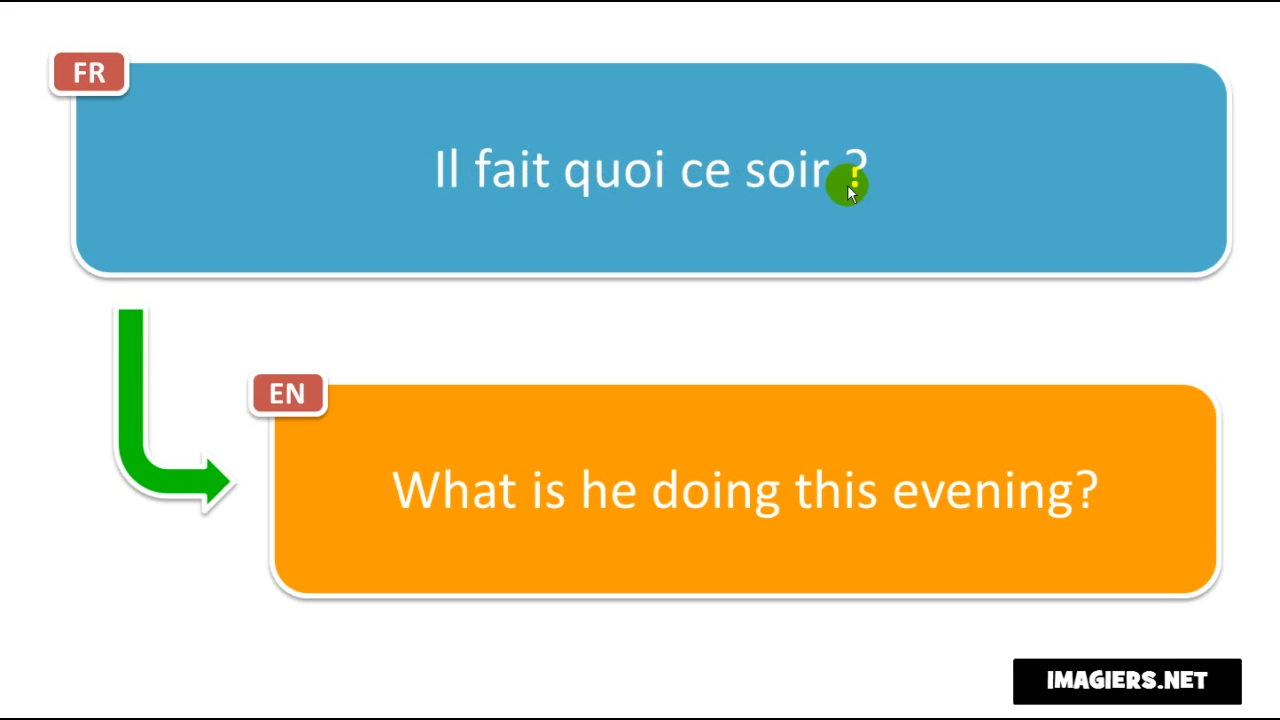 FR
Il fait quoi ce soir ?
EN
What is he doing this evening?
IMAGIERS.NET